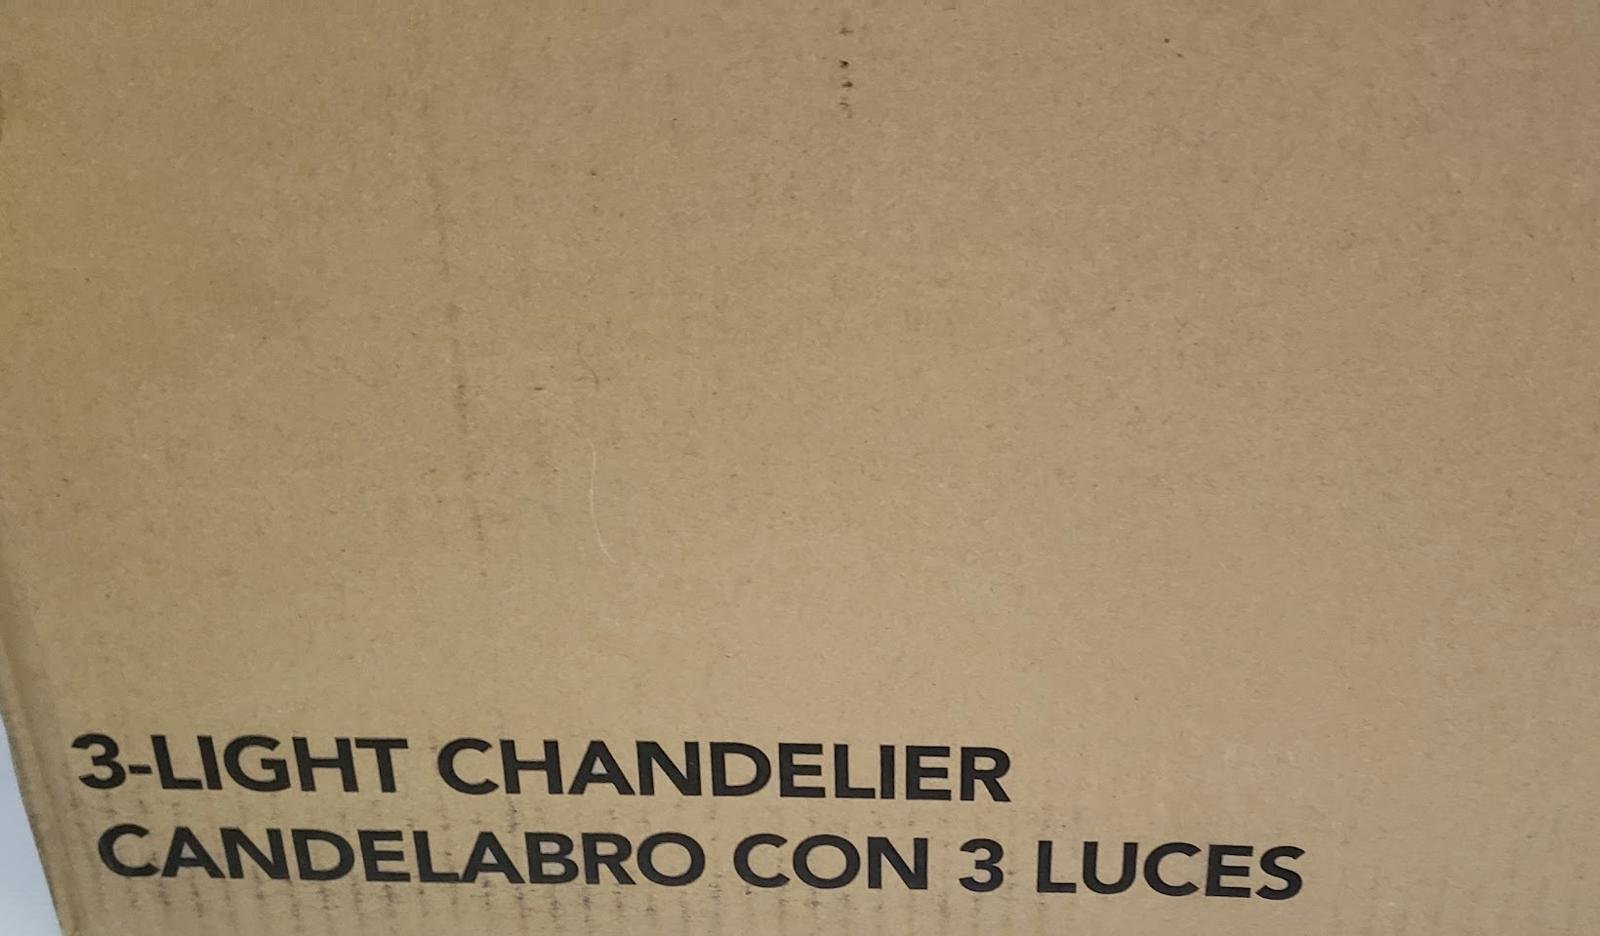 3-LIGHT CHANDELIER
CANDELABRO CON 3 LUCES